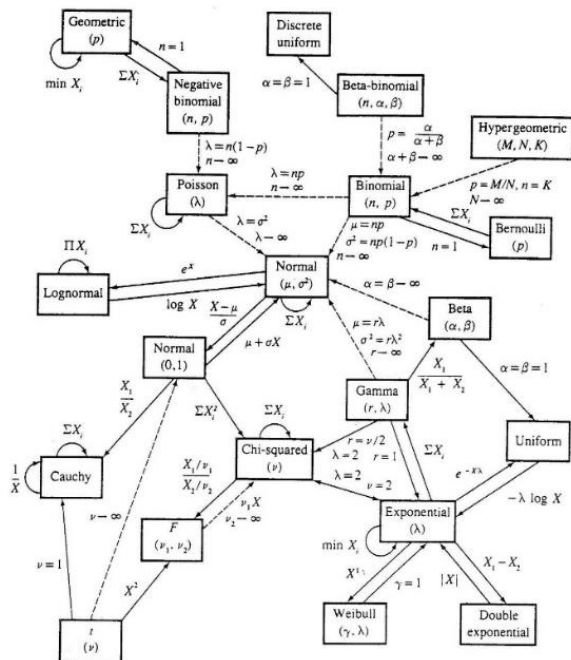 Geometric
(p)
min Xᵢ
n = 1
ΣXᵢ
Negative
binomial
(n, p)
Discrete
uniform
α = β = 1
Beta-binomial
(n, α, β)
p = α / (α + β)
α + β → ∞
Hypergeometric
(M, N, K)
λ = n(1 − p)
n → ∞
λ = np
n → ∞
Poisson
(λ)
ΣXᵢ
Binomial
(n, p)
p = M/N, n = K
N → ∞
ΣXᵢ
Bernoulli
(p)
n = 1
λ = σ²
λ → ∞
μ = np
σ² = np(1 − p)
n → ∞
ΠXᵢ
Lognormal
eˣ
log X
Normal
(μ, σ²)
ΣXᵢ
α = β → ∞
Beta
(α, β)
(X − μ)/σ
μ + σX
Normal
(0,1)
μ = rλ
σ² = rλ²
r → ∞
X₁/(X₁ + X₂)
α = β = 1
Gamma
(r, λ)
X₁/X₂
ΣXᵢ²
ΣXᵢ
Chi-squared
(ν)
r = ν/2
λ = 2
r = 1
ΣXᵢ
Uniform
ΣXᵢ
Cauchy
1/X
(X₁/ν₁)/(X₂/ν₂)
ν₁X
ν₂ → ∞
λ = 2
ν = 2
e⁻ˣλ
−λ log X
ν → ∞
F
(ν₁, ν₂)
Exponential
(λ)
min Xᵢ
ν = 1
X²
γ = 1
|X|
X₁ − X₂
t
(ν)
Weibull
(γ, λ)
Double
exponential